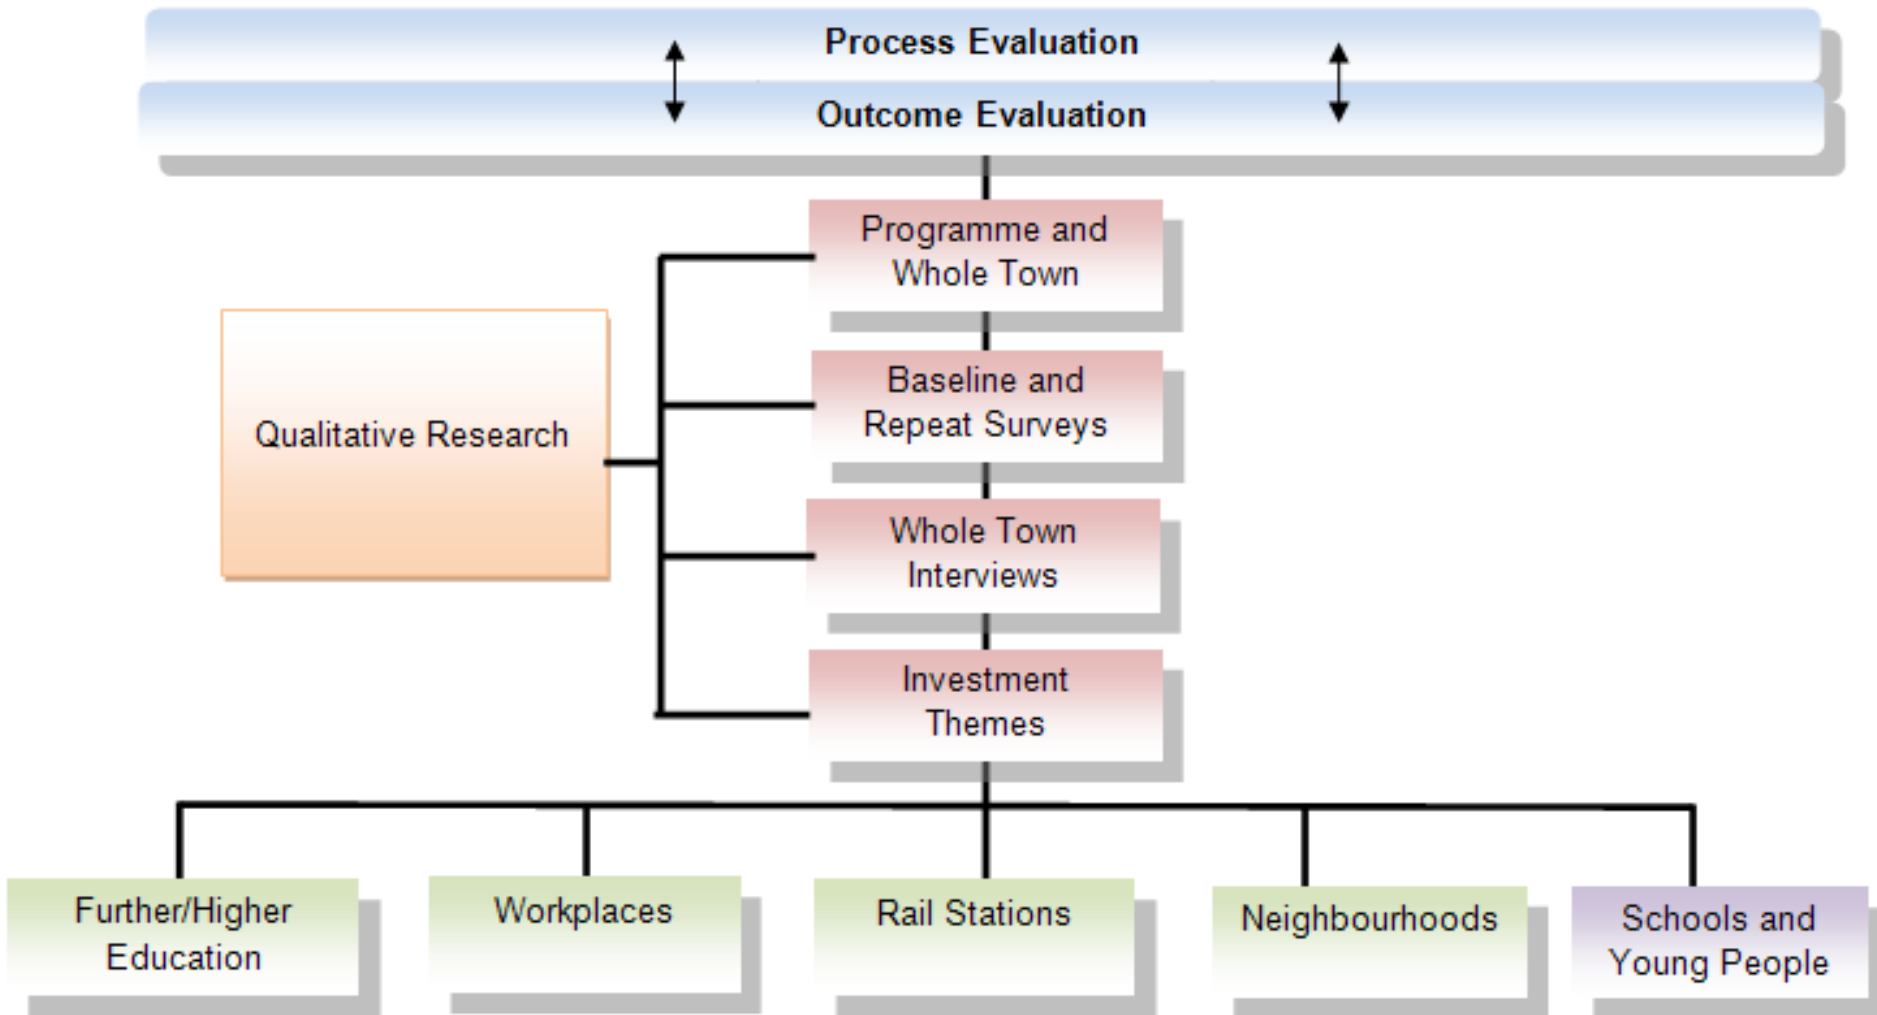 Process Evaluation
Outcome Evaluation
Programme and
Whole Town
Qualitative Research
Baseline and
Repeat Surveys
Whole Town
Interviews
Investment
Themes
Further/Higher
Education
Workplaces
Rail Stations
Neighbourhoods
Schools and
Young People